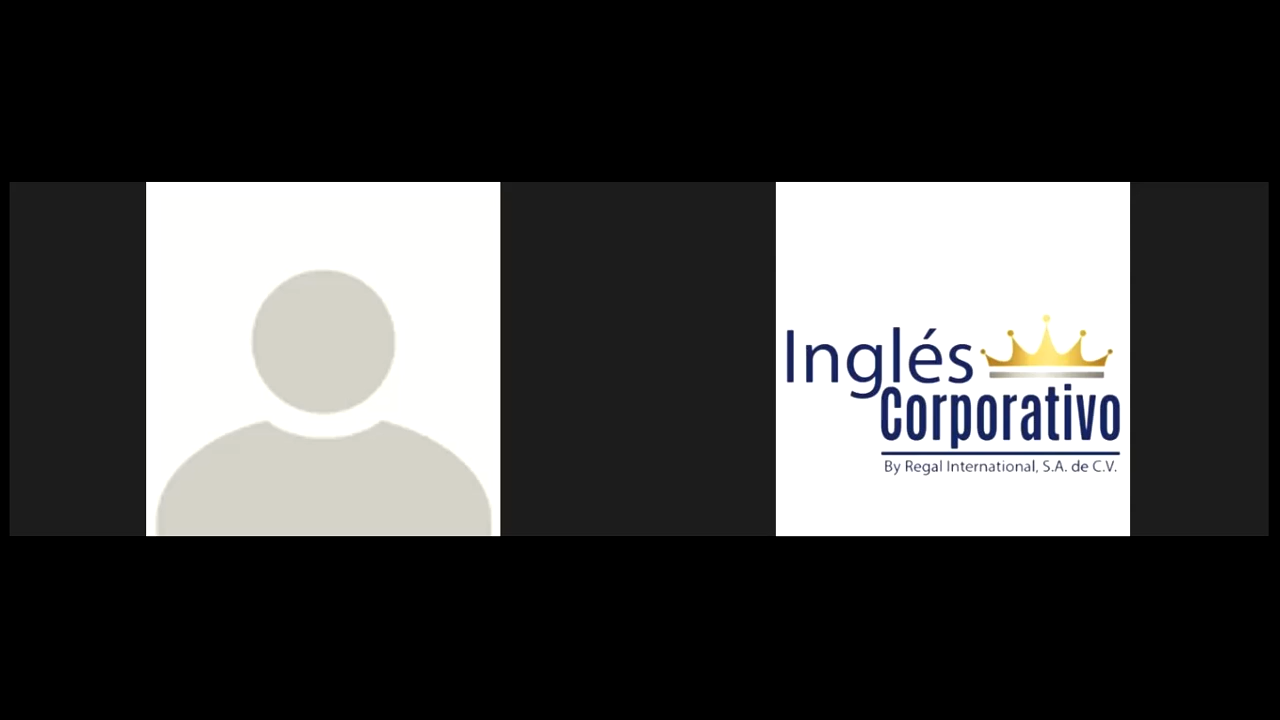 Inglés
Corporativo
By Regal International, S.A. de C.V.